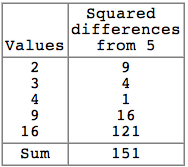 Squared
differences
Values from 5
2 9
3 4
4 1
9 16
16 121
Sum 151